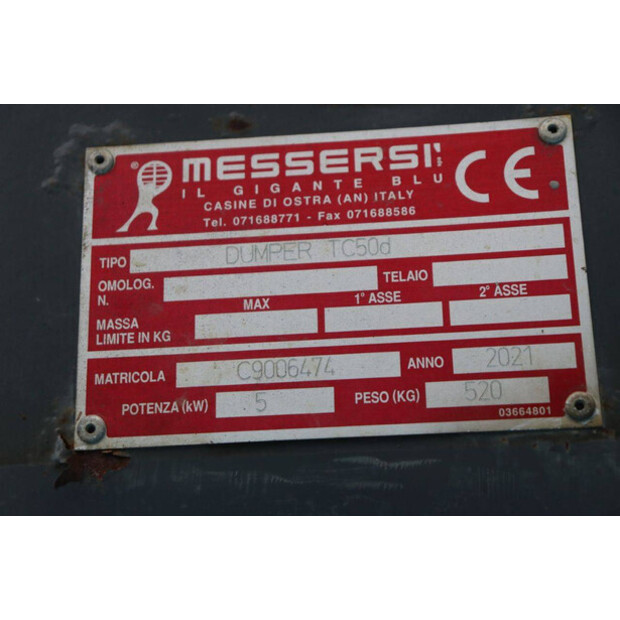 ® MESSERSI' SpA
IL GIGANTE BLU
CASINE DI OSTRA (AN) ITALY
Tel. 071688771 - Fax 071688586
CE
TIPO DUMPER TC50d
OMOLOG. N. TELAIO
MASSA LIMITE IN KG MAX 1° ASSE 2° ASSE
MATRICOLA C9006474 ANNO 2021
POTENZA (kW) 5 PESO (KG) 520
03664801